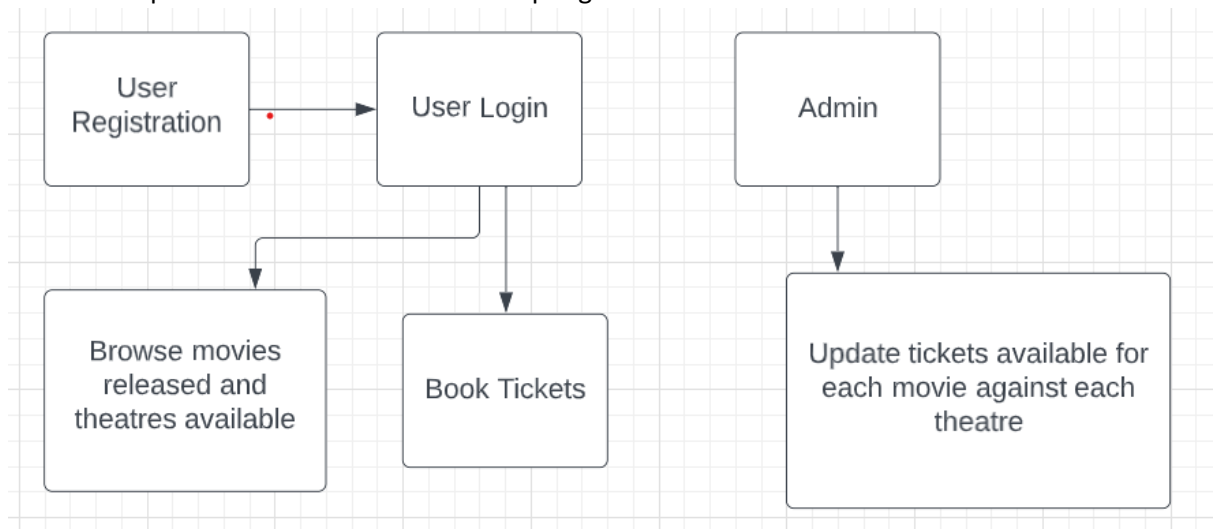 User
Registration
User Login
Admin
Browse movies
released and
theatres available
Book Tickets
Update tickets available for
each movie against each
theatre